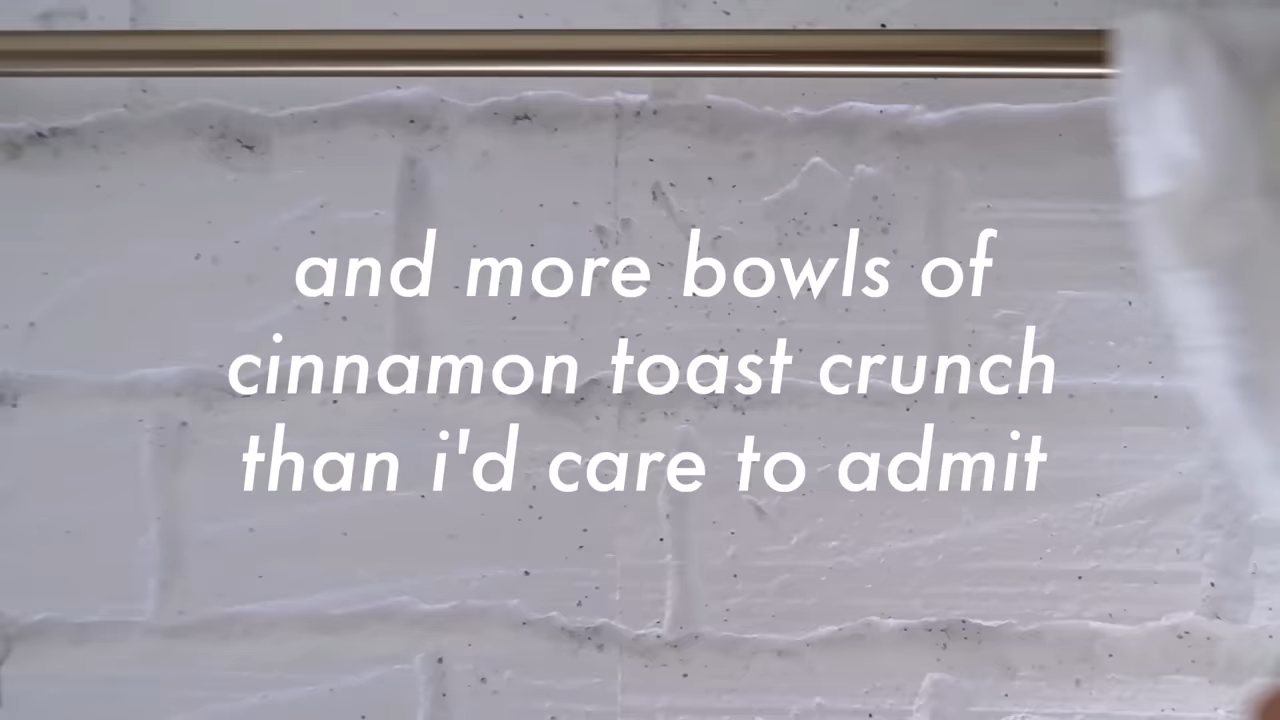 and more bowls of
cinnamon toast crunch
than i'd care to admit